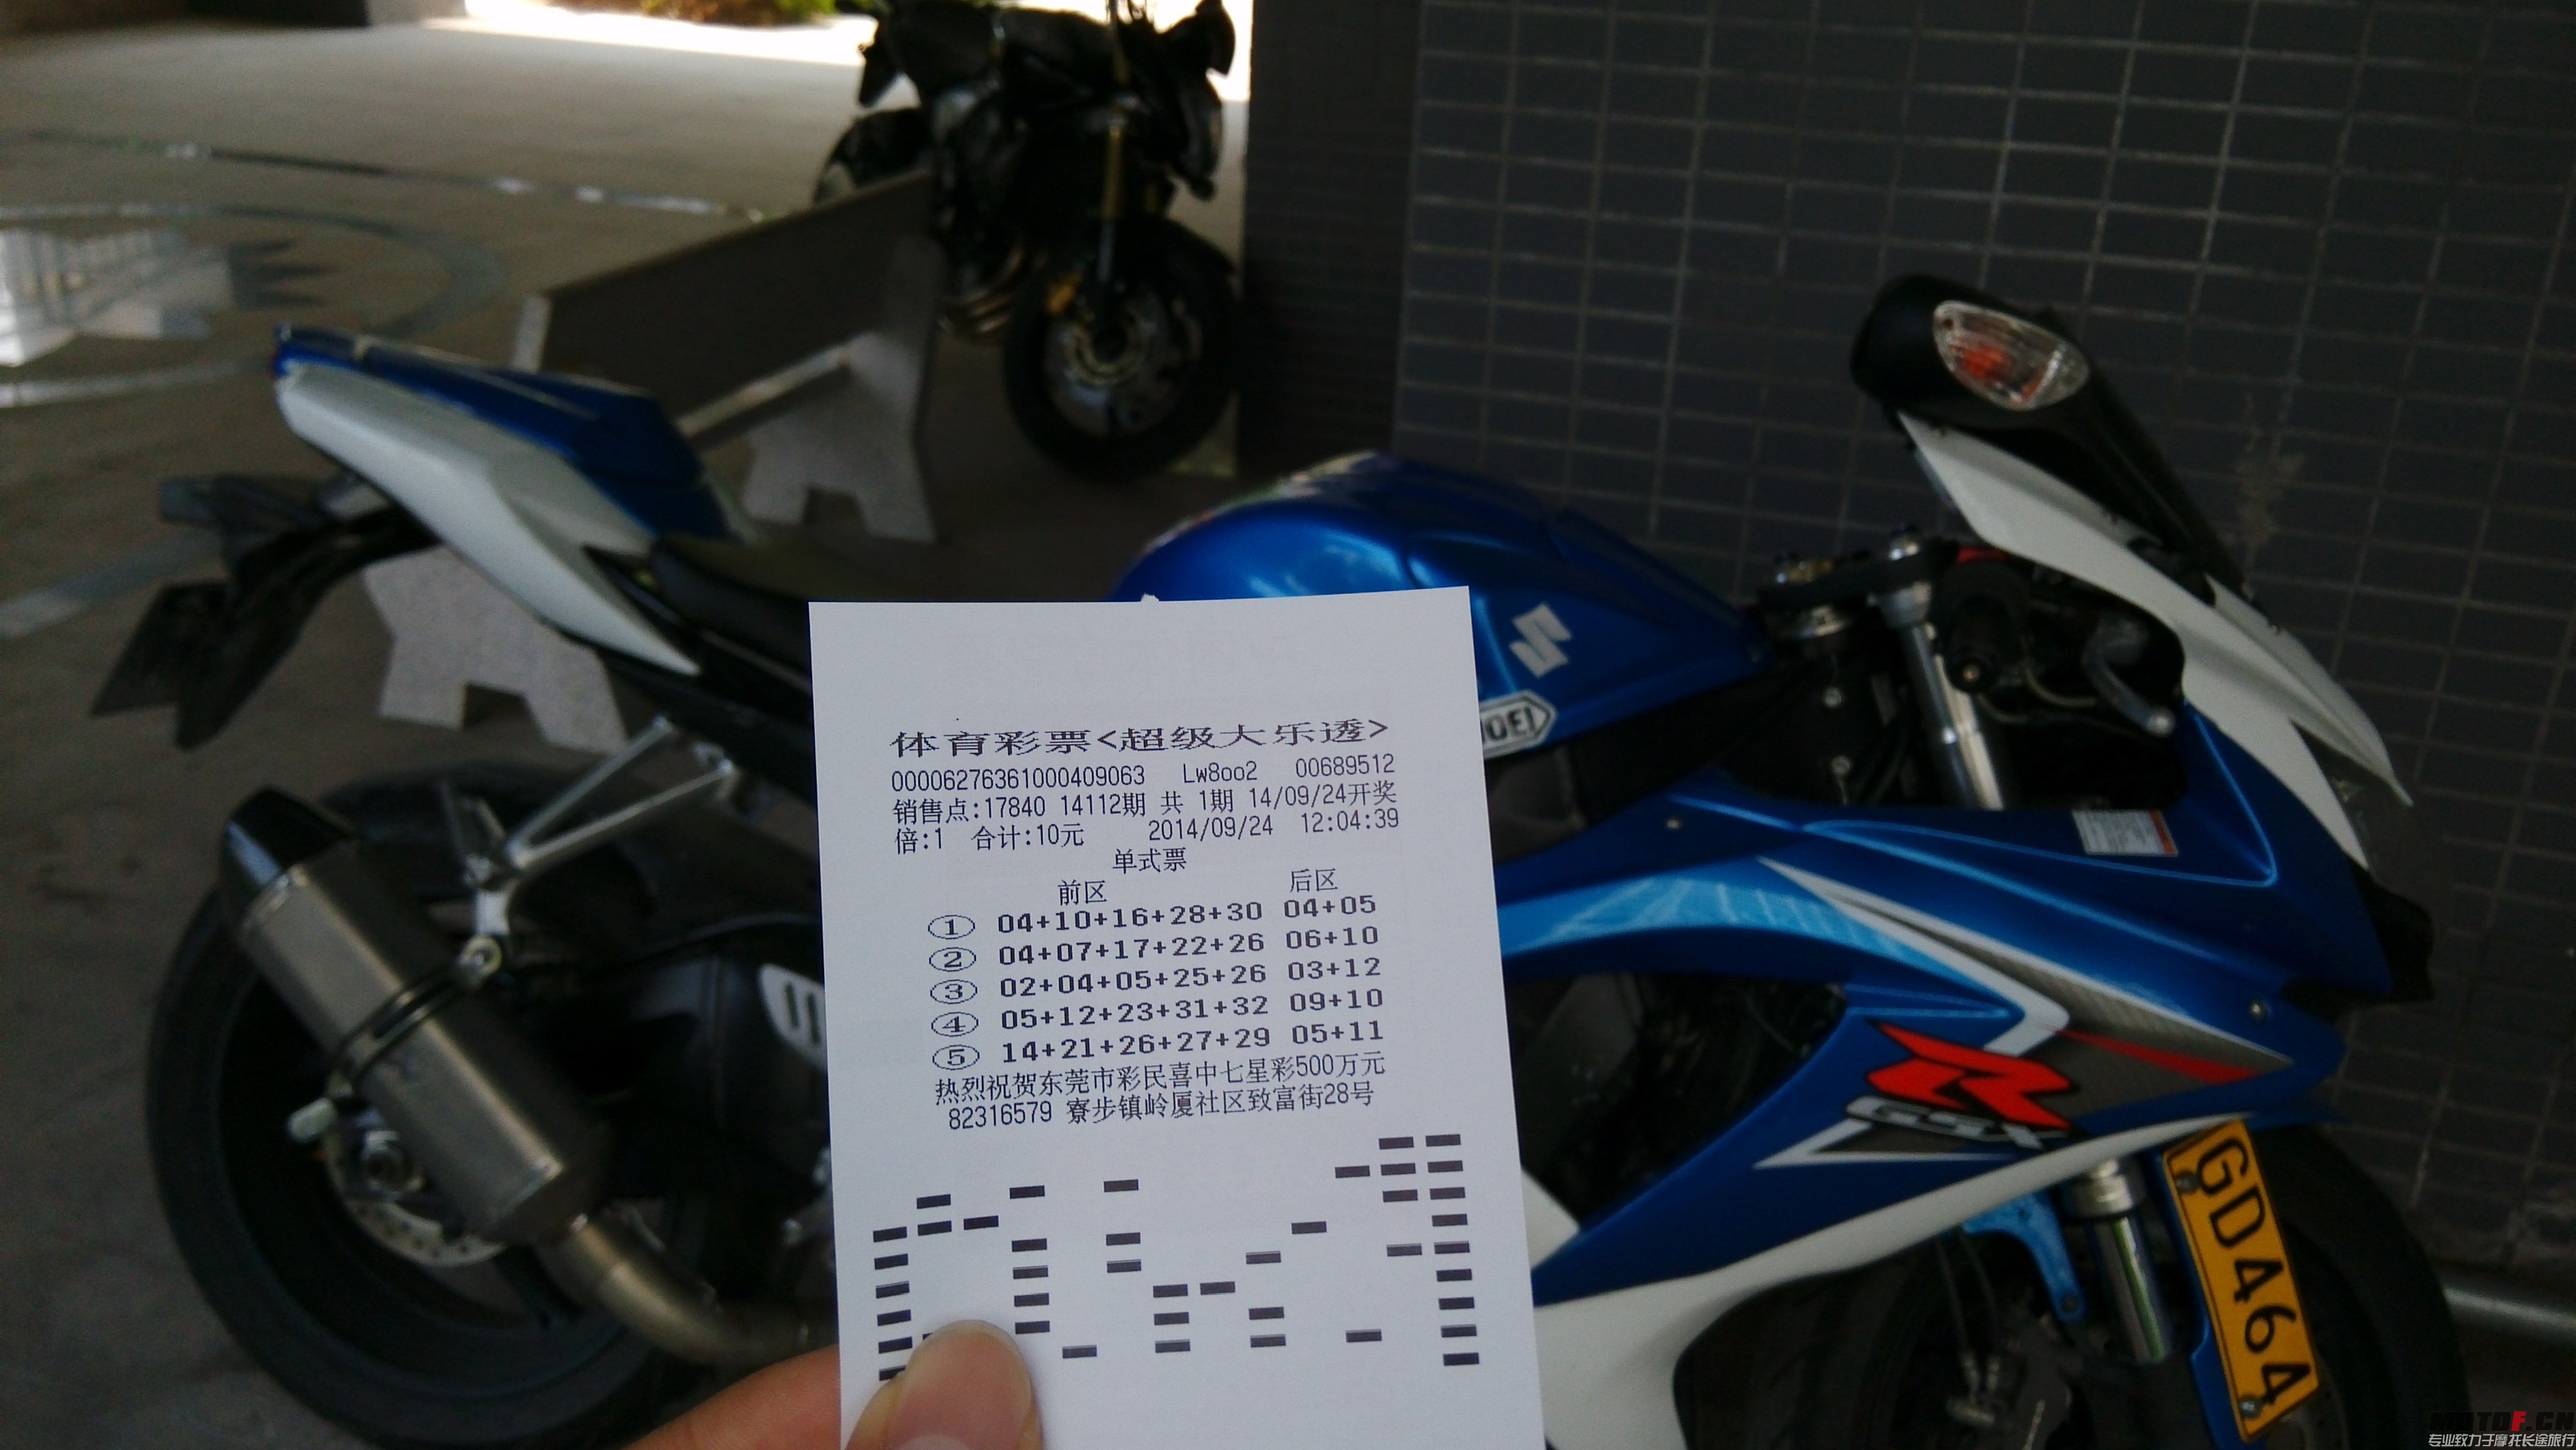 体育彩票<超级大乐透>
00006276361000409063 Lw8oo2 00689512
销售点:17840 14112期 共 1期 14/09/24开奖
倍:1 合计:10元 2014/09/24 12:04:39
单式票
前区 后区
① 04+10+16+28+30 04+05
② 04+07+17+22+26 06+10
③ 02+04+05+25+26 03+12
④ 05+12+23+31+32 09+10
⑤ 14+21+26+27+29 05+11
热烈祝贺东莞市彩民喜中七星彩500万元
82316579 寮步镇岭厦社区致富街28号
R
GSX
GD464
MOTOF.CN
专业致力于摩托长途旅行